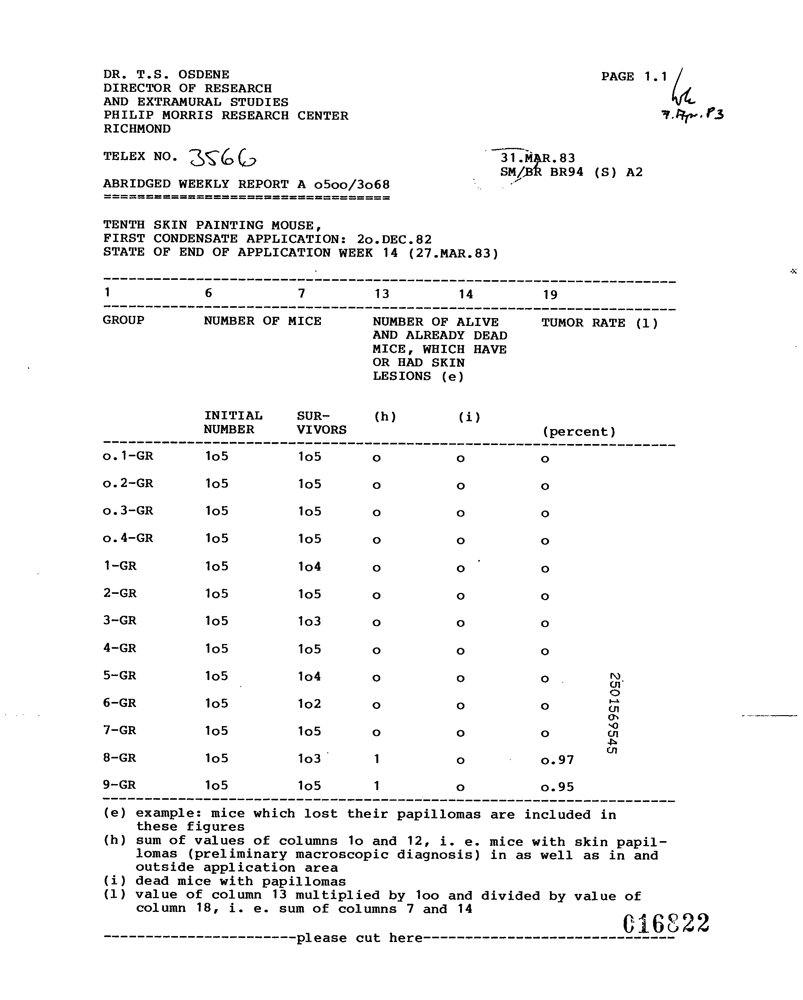 DR. T.S. OSDENE
DIRECTOR OF RESEARCH
AND EXTRAMURAL STUDIES
PHILIP MORRIS RESEARCH CENTER
RICHMOND
PAGE 1.1
7. Apr. 83
TELEX NO. 3566
31.MAR.83
SM/BR BR94 (S) A2
ABRIDGED WEEKLY REPORT A o5oo/3o68
==================================
TENTH SKIN PAINTING MOUSE,
FIRST CONDENSATE APPLICATION: 2o.DEC.82
STATE OF END OF APPLICATION WEEK 14 (27.MAR.83)
1 6 7 13 14 19
GROUP NUMBER OF MICE NUMBER OF ALIVE TUMOR RATE (l)
AND ALREADY DEAD
MICE, WHICH HAVE
OR HAD SKIN
LESIONS (e)
INITIAL SUR- (h) (i)
NUMBER VIVORS (percent)
o.1-GR 1o5 1o5 o o o
o.2-GR 1o5 1o5 o o o
o.3-GR 1o5 1o5 o o o
o.4-GR 1o5 1o5 o o o
1-GR 1o5 1o4 o o o
2-GR 1o5 1o5 o o o
3-GR 1o5 1o3 o o o
4-GR 1o5 1o5 o o o
5-GR 1o5 1o4 o o o
6-GR 1o5 1o2 o o o
7-GR 1o5 1o5 o o o
8-GR 1o5 1o3 1 o o.97
9-GR 1o5 1o5 1 o o.95
2501569545
(e) example: mice which lost their papillomas are included in
these figures
(h) sum of values of columns 1o and 12, i. e. mice with skin papil-
lomas (preliminary macroscopic diagnosis) in as well as in and
outside application area
(i) dead mice with papillomas
(l) value of column 13 multiplied by 1oo and divided by value of
column 18, i. e. sum of columns 7 and 14
016822
-----------------------please cut here------------------------------